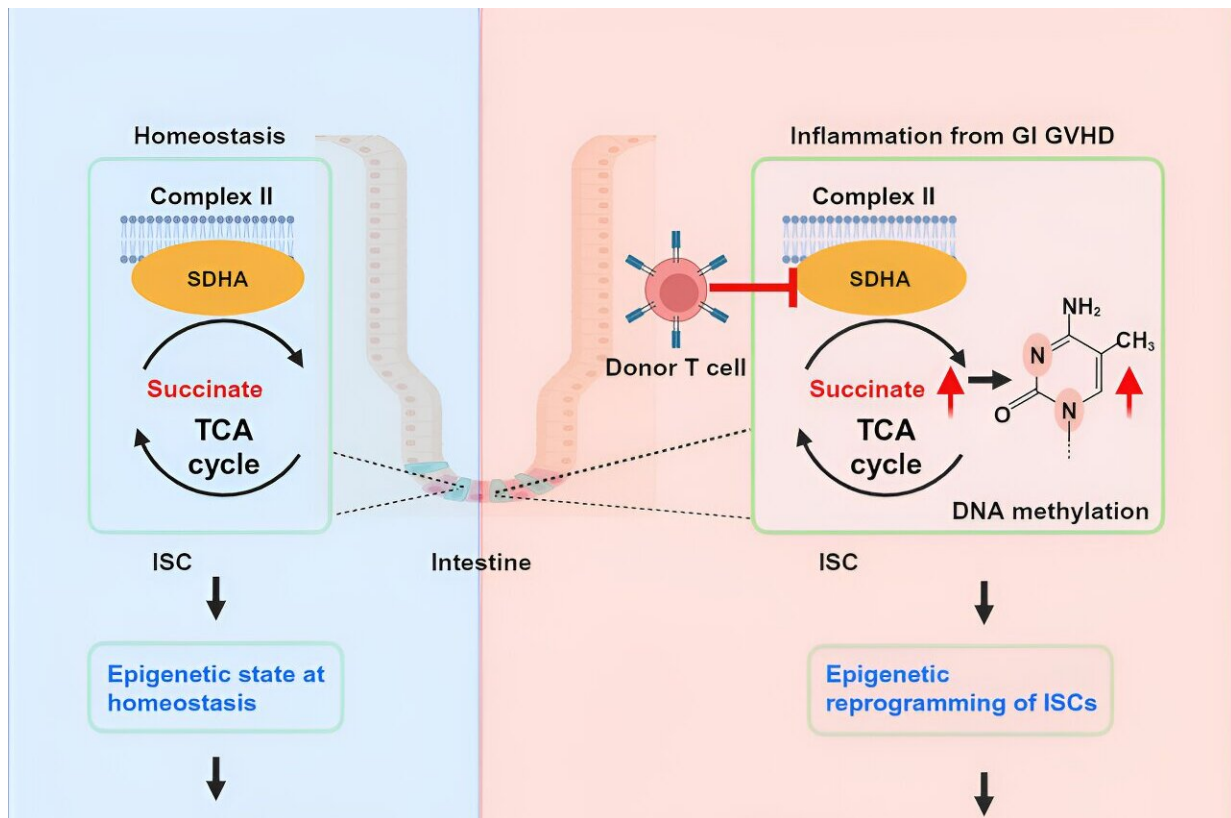 Homeostasis
Complex II
SDHA
Succinate
TCA
cycle
ISC
Epigenetic state at
homeostasis
Intestine
Donor T cell
Inflammation from GI GVHD
Complex II
SDHA
Succinate
TCA
cycle
NH₂
N
CH₃
O
N
DNA methylation
ISC
Epigenetic
reprogramming of ISCs